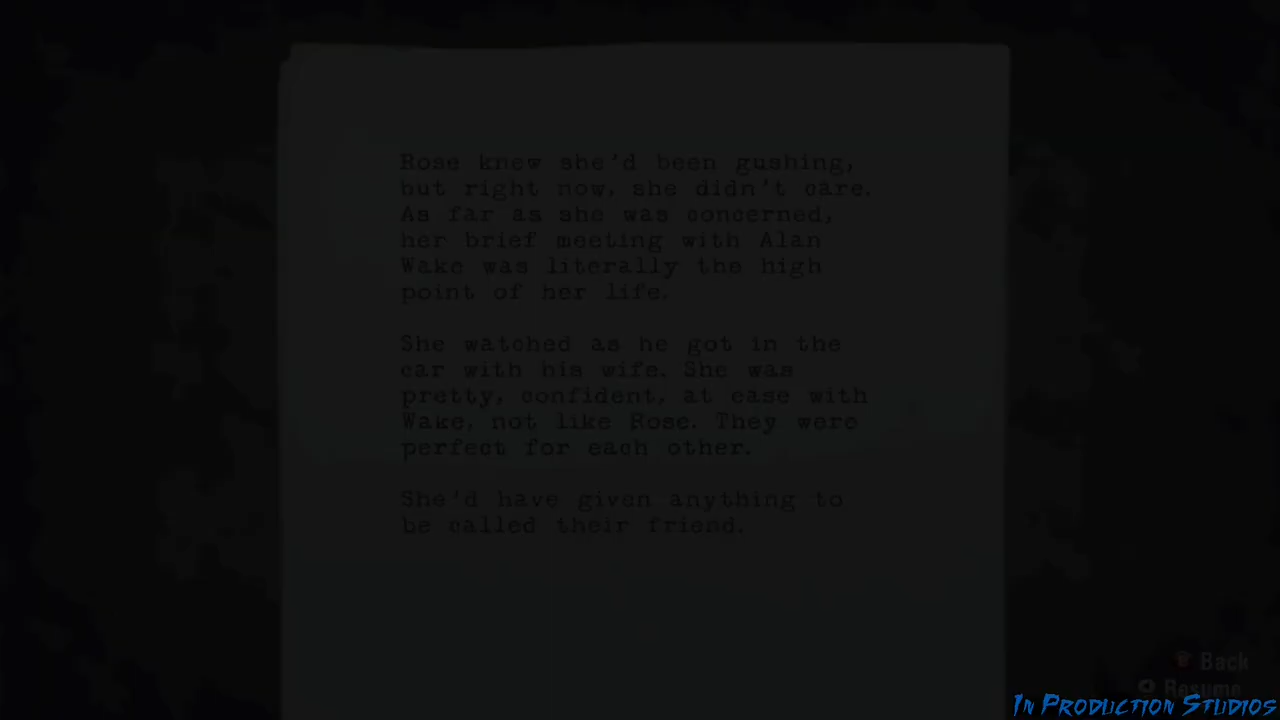 Rose knew she'd been gushing,
but right now, she didn't care.
As far as she was concerned,
her brief meeting with Alan
Wake was literally the high
point of her life.
She watched as he got in the
car with his wife. She was
pretty, confident, at ease with
Wake, not like Rose. They were
perfect for each other.
She'd have given anything to
be called their friend.
Back
Resume
In Production Studios